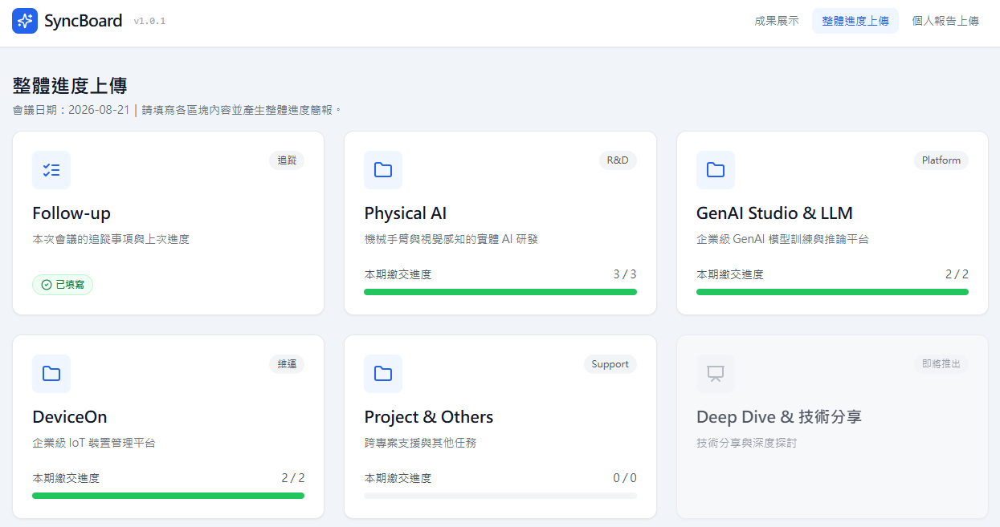 SyncBoard v1.0.1
成果展示 整體進度上傳 個人報告上傳
整體進度上傳
會議日期：2026-08-21 | 請填寫各區塊內容並產生整體進度簡報。
追蹤
Follow-up
本次會議的追蹤事項與上次進度
已填寫
R&D
Physical AI
機械手臂與視覺感知的實體 AI 研發
本期繳交進度 3 / 3
Platform
GenAI Studio & LLM
企業級 GenAI 模型訓練與推論平台
本期繳交進度 2 / 2
維運
DeviceOn
企業級 IoT 裝置管理平台
本期繳交進度 2 / 2
Support
Project & Others
跨專案支援與其他任務
本期繳交進度 0 / 0
即將推出
Deep Dive & 技術分享
技術分享與深度探討